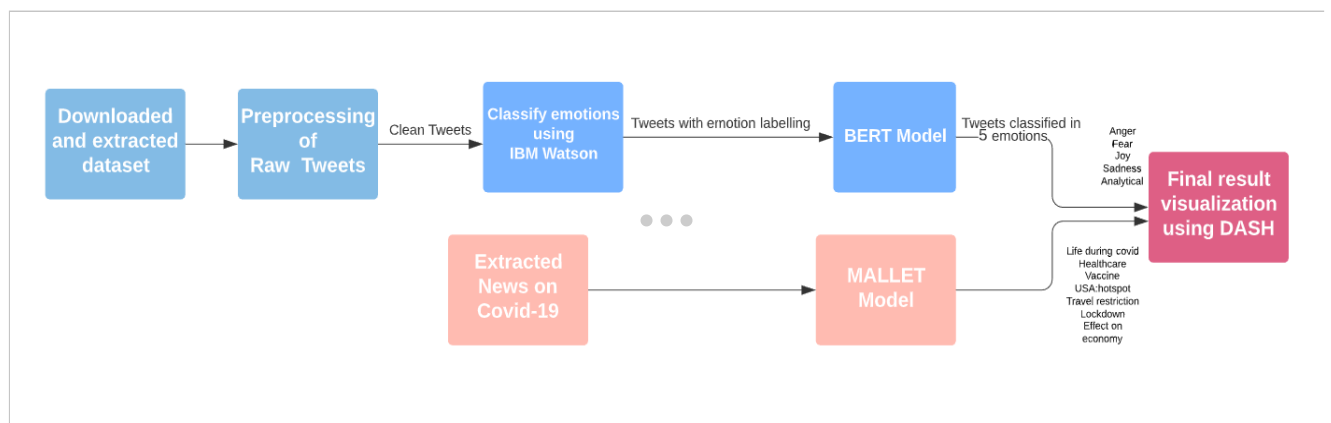 Downloaded
and extracted
dataset
Preprocessing
of
Raw Tweets
Clean Tweets
Classify emotions
using
IBM Watson
Tweets with emotion labelling
BERT Model
Tweets classified in
5 emotions
Anger
Fear
Joy
Sadness
Analytical
Final result
visualization
using DASH
Extracted
News on
Covid-19
MALLET
Model
Life during covid
Healthcare
Vaccine
USA:hotspot
Travel restriction
Lockdown
Effect on
economy